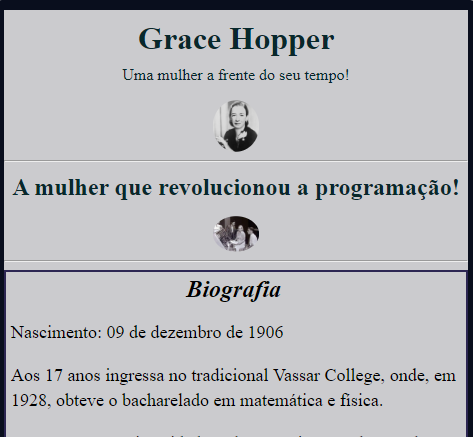 Grace Hopper
Uma mulher a frente do seu tempo!
A mulher que revolucionou a programação!
Biografia
Nascimento: 09 de dezembro de 1906
Aos 17 anos ingressa no tradicional Vassar College, onde, em
1928, obteve o bacharelado em matemática e física.